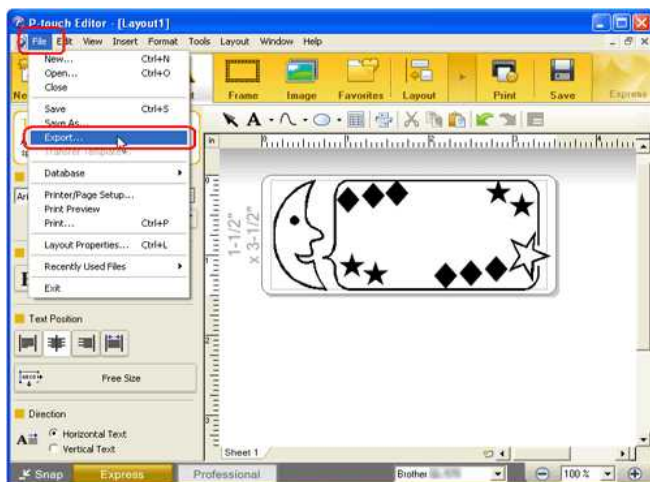 P-touch Editor - [Layout1]
File Edit View Insert Format Tools Layout Window Help
New... Ctrl+N
Open... Ctrl+O
Close
Save Ctrl+S
Save As...
Export...
Database
Printer/Page Setup...
Print Preview
Print... Ctrl+P
Layout Properties... Ctrl+L
Recently Used Files
Exit
Frame Image Favorites Layout Print Save Express
in
1-1/2"
x 3-1/2"
Text Position
Free Size
Direction
Horizontal Text
Vertical Text
Sheet 1
Snap Express Professional Brother 100 %